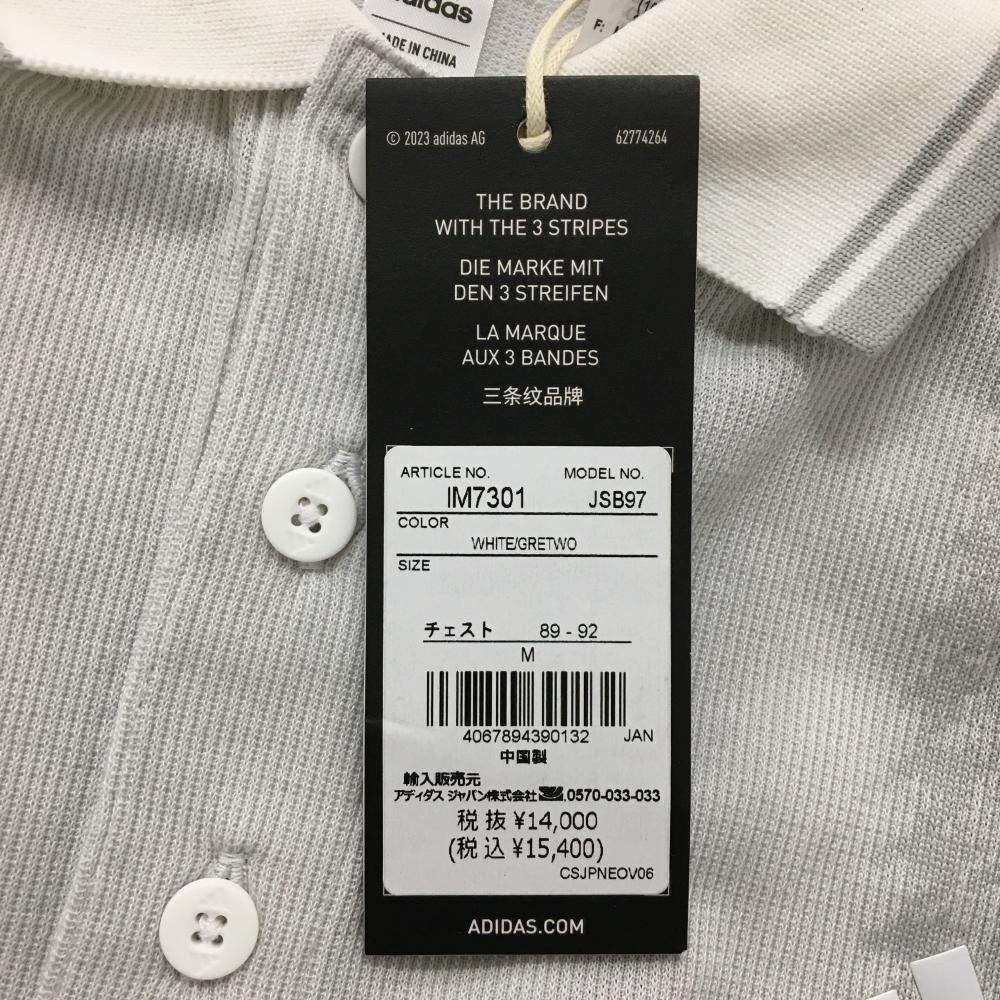 adidas
MADE IN CHINA
F:
© 2023 adidas AG 62774264
THE BRAND
WITH THE 3 STRIPES
DIE MARKE MIT
DEN 3 STREIFEN
LA MARQUE
AUX 3 BANDES
三条纹品牌
ARTICLE NO. MODEL NO.
IM7301 JSB97
COLOR
WHITE/GRETWO
SIZE
チェスト 89 - 92
M
4067894390132 JAN
中国製
輸入販売元
アディダス ジャパン株式会社 0570-033-033
税抜 ¥14,000
(税込 ¥15,400)
CSJPNEOV06
ADIDAS.COM